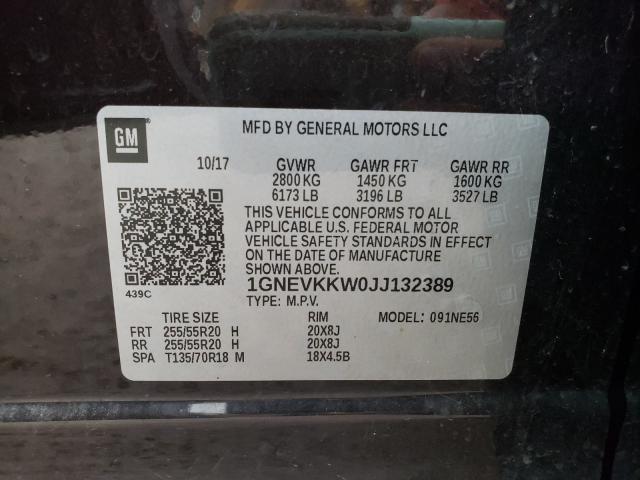 GM ®
MFD BY GENERAL MOTORS LLC
10/17 GVWR GAWR FRT GAWR RR
2800 KG 1450 KG 1600 KG
6173 LB 3196 LB 3527 LB
THIS VEHICLE CONFORMS TO ALL
APPLICABLE U.S. FEDERAL MOTOR
VEHICLE SAFETY STANDARDS IN EFFECT
ON THE DATE OF MANUFACTURE
SHOWN ABOVE.
439C
1GNEVKKW0JJ132389
TYPE: M.P.V.
TIRE SIZE RIM MODEL: 091NE56
FRT 255/55R20 H 20X8J
RR 255/55R20 H 20X8J
SPA T135/70R18 M 18X4.5B